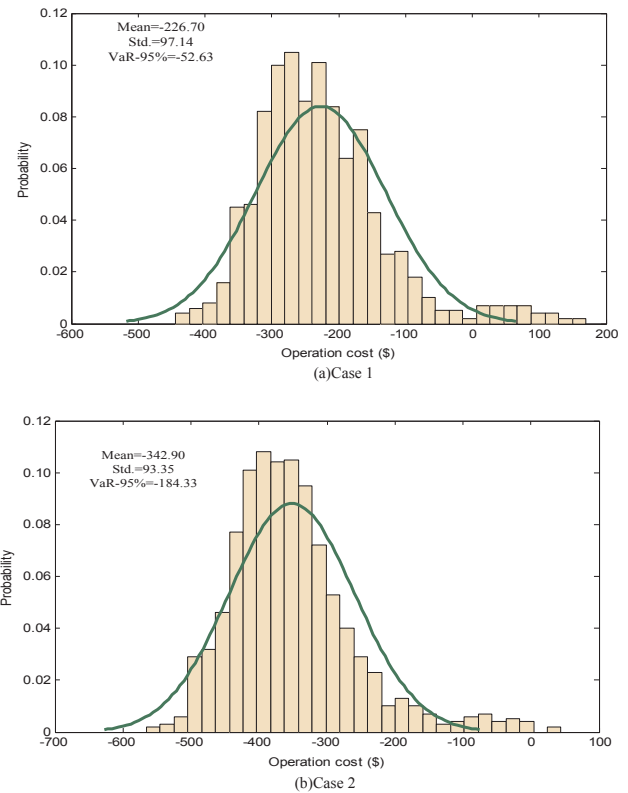 Mean=-226.70
Std.=97.14
VaR-95%=-52.63
0.12
0.10
0.08
0.06
0.04
0.02
0
Probability
-600 -500 -400 -300 -200 -100 0 100 200
Operation cost ($)
(a)Case 1
Mean=-342.90
Std.=93.35
VaR-95%=-184.33
0.12
0.10
0.08
0.06
0.04
0.02
0
Probability
-700 -600 -500 -400 -300 -200 -100 0 100
Operation cost ($)
(b)Case 2